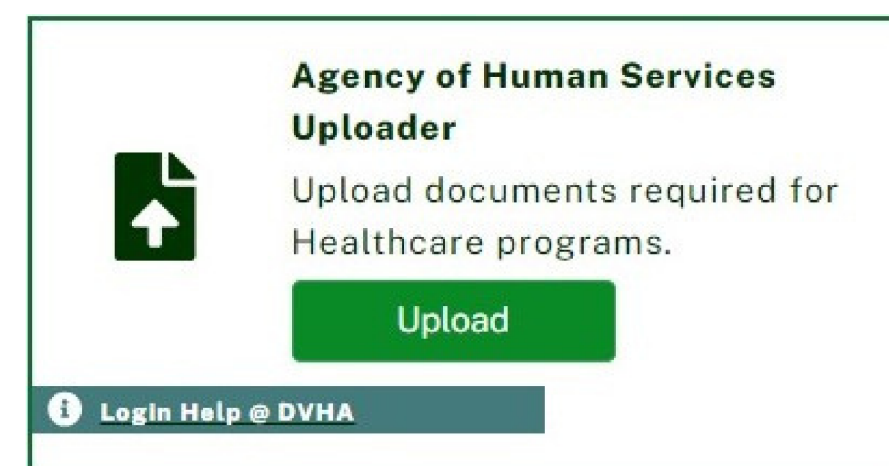 Agency of Human Services
Uploader
Upload documents required for
Healthcare programs.
Upload
Login Help @ DVHA